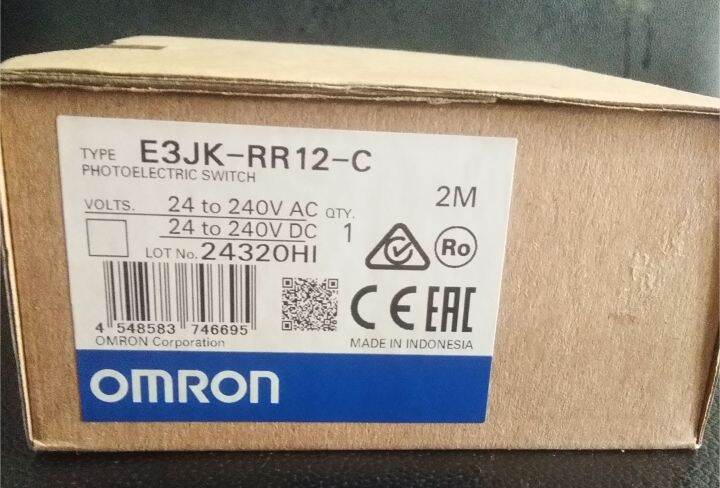 TYPE E3JK-RR12-C
PHOTOELECTRIC SWITCH
2M
VOLTS. 24 to 240V AC QTY.
24 to 240V DC 1
LOT No. 24320HI
Ro
4 548583 746695
CE EAC
OMRON Corporation
MADE IN INDONESIA
OMRON